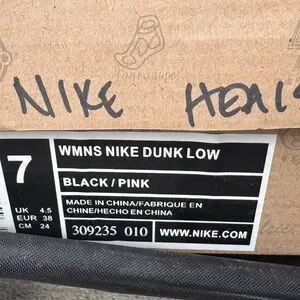 NIKE
7
WMNS NIKE DUNK LOW
BLACK / PINK
UK 4.5
EUR 38
CM 24
MADE IN CHINA/FABRIQUE EN
CHINE/HECHO EN CHINA
309235 010
WWW.NIKE.COM